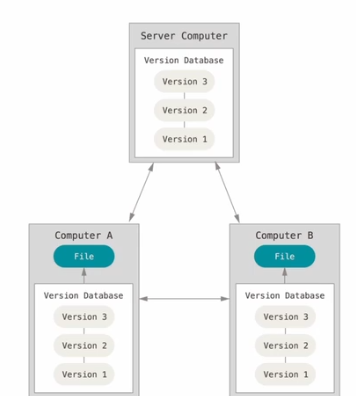 Server Computer
Version Database
Version 3
Version 2
Version 1
Computer A
File
Version Database
Version 3
Version 2
Version 1
Computer B
File
Version Database
Version 3
Version 2
Version 1